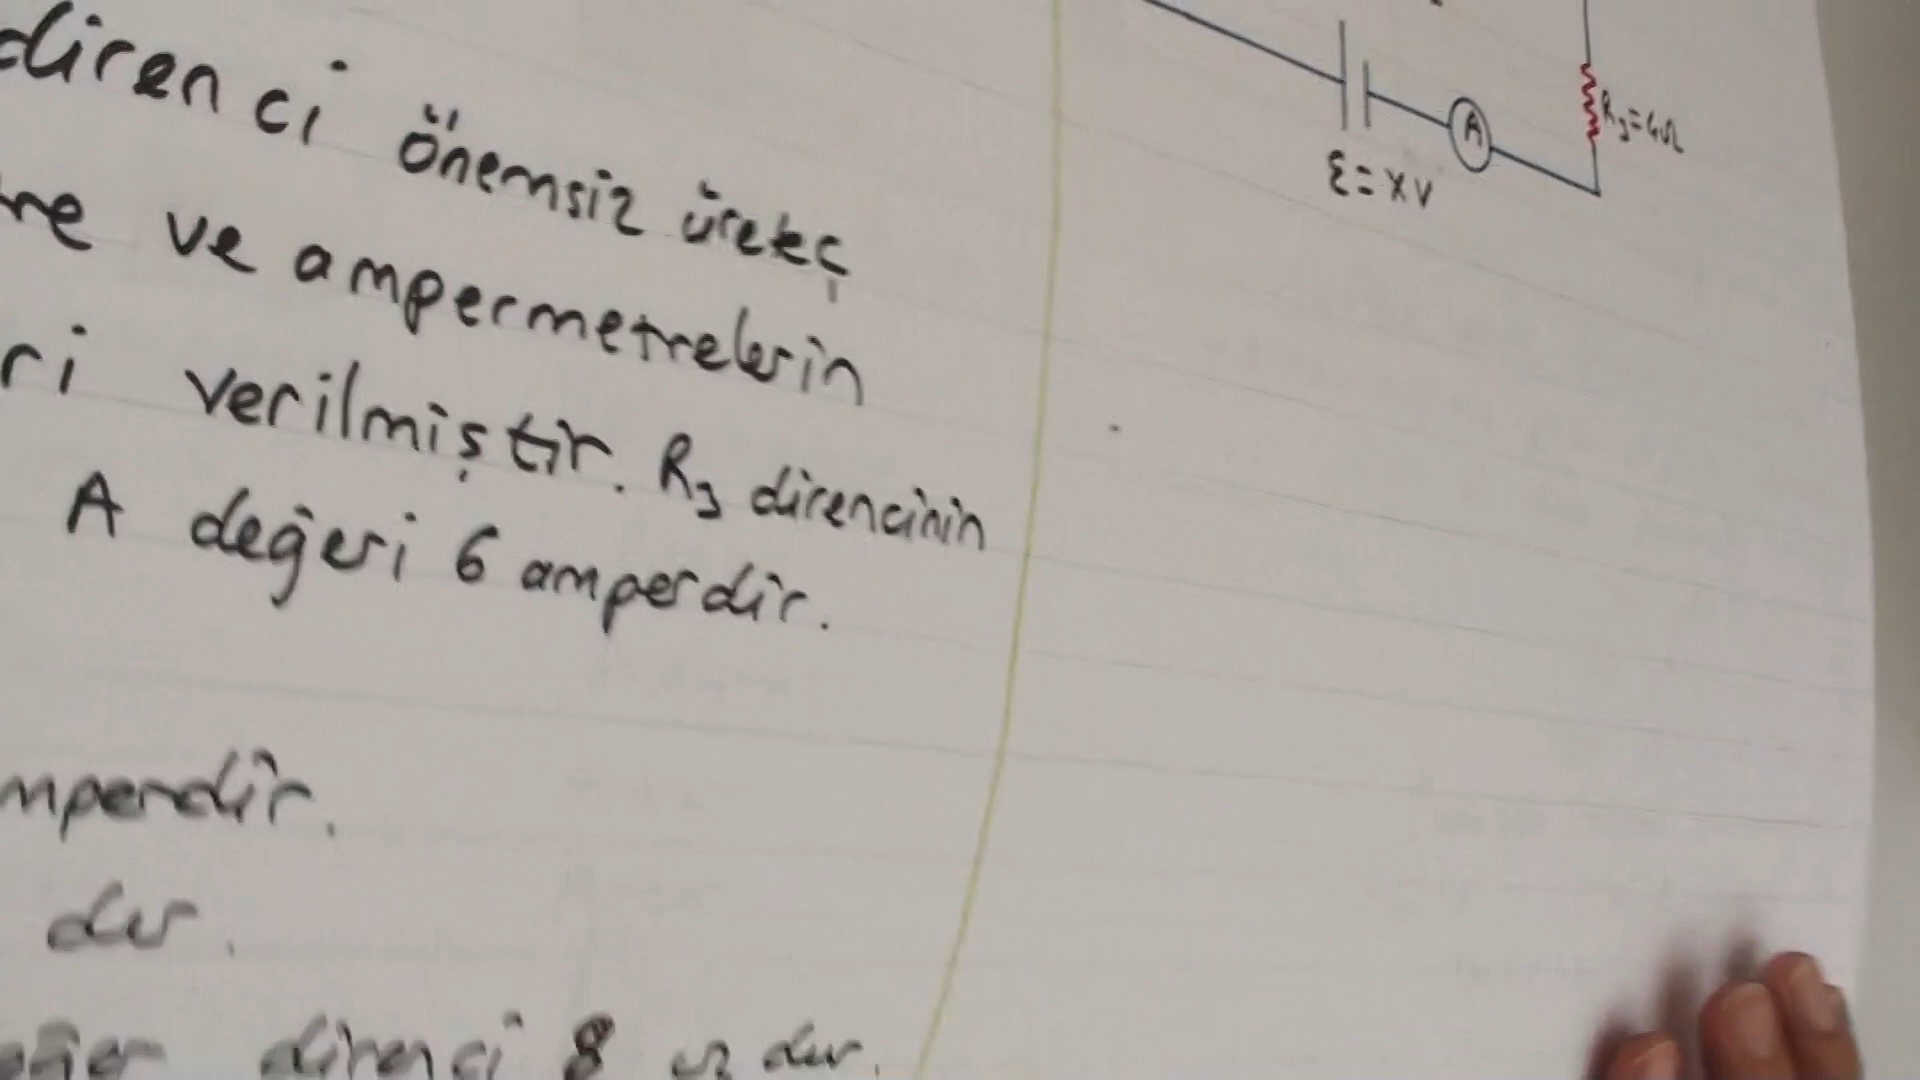 direnci önemsiz üreteç
ve ampermetrelerin
ri verilmiştir. R3 direncinin
A değeri 6 amperdir.
mperdir.
dır.
direnci 8 Ω dur.
A
R3=4Ω
Ɛ=XV